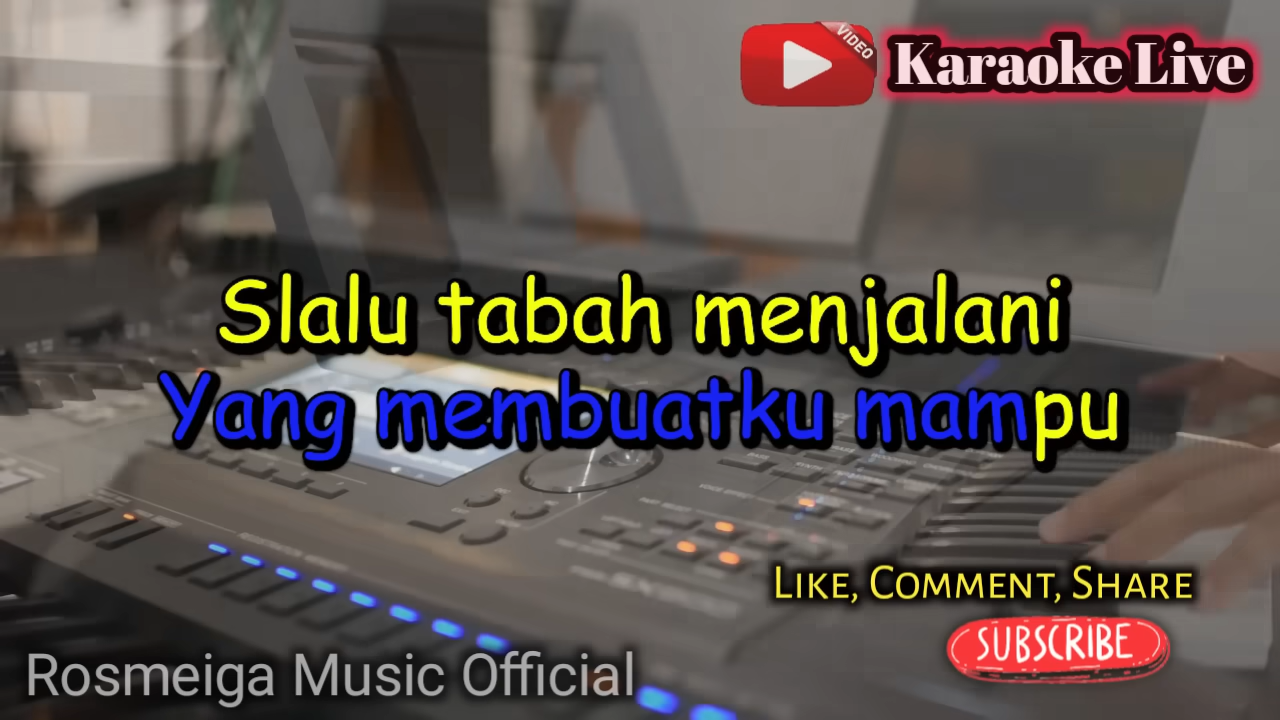 VIDEO
Karaoke Live
Slalu tabah menjalani
Yang membuatku mampu
Like, Comment, Share
SUBSCRIBE
Rosmeiga Music Official